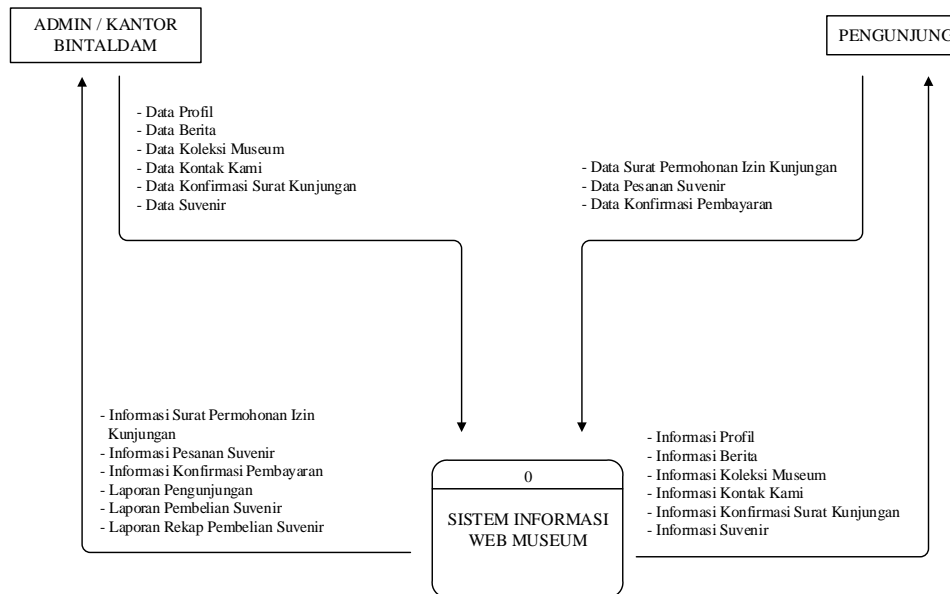 ADMIN / KANTOR
BINTALDAM
PENGUNJUNG
- Data Profil
- Data Berita
- Data Koleksi Museum
- Data Kontak Kami
- Data Konfirmasi Surat Kunjungan
- Data Suvenir
- Data Surat Permohonan Izin Kunjungan
- Data Pesanan Suvenir
- Data Konfirmasi Pembayaran
- Informasi Surat Permohonan Izin
Kunjungan
- Informasi Pesanan Suvenir
- Informasi Konfirmasi Pembayaran
- Laporan Pengunjungan
- Laporan Pembelian Suvenir
- Laporan Rekap Pembelian Suvenir
0
SISTEM INFORMASI
WEB MUSEUM
- Informasi Profil
- Informasi Berita
- Informasi Koleksi Museum
- Informasi Kontak Kami
- Informasi Konfirmasi Surat Kunjungan
- Informasi Suvenir